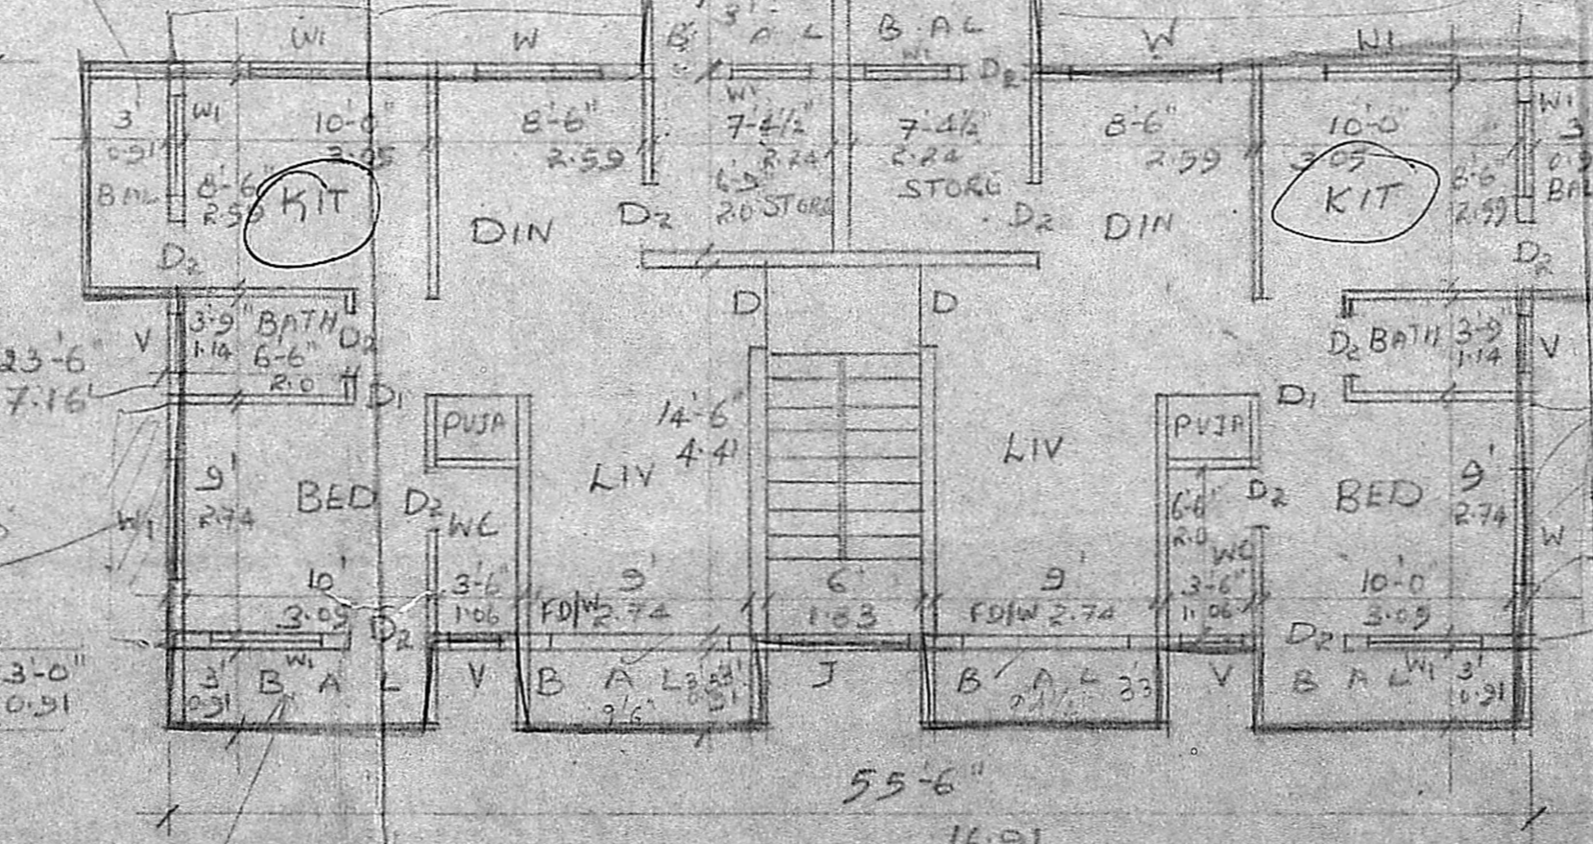 3' A L
B A L
W1
W
B
W
W1
W1
D2
3'
W1
10'-0"
8'-6"
W1
7'-4½"
7'-4½"
8'-6"
10'-0"
W1
0.91
3.05
2.59
2.24
2.24
2.59
3.05
BAL
8'-6"
2.59
KIT
DIN
D2
6'-9"
2.0
STORE
STORE
D2
DIN
KIT
8'-6"
2.59
BAL
D2
D2
D
D
23'-6"
7.16
V
3'-9"
1.14
BATH
6'-6"
2.0
D2
D2
BATH
3'-9"
1.14
V
D1
PUJA
14'-6"
4.41
PUJA
D1
LIV
LIV
9'
2.74
BED
D2
WC
6'-6"
2.0
WC
D2
BED
9'
2.74
W1
W
10'
3.05
3'-6"
1.06
FD/W
9'
2.74
6'
1.83
FD/W
9'
2.74
3'-6"
1.06
10'-0"
3.05
D2
D2
W1
W1
3'-0"
0.91
3'
0.91
B A L
V
B A L
9'-6"
J
B A L
V
B A L
3'
0.91
55'-6"